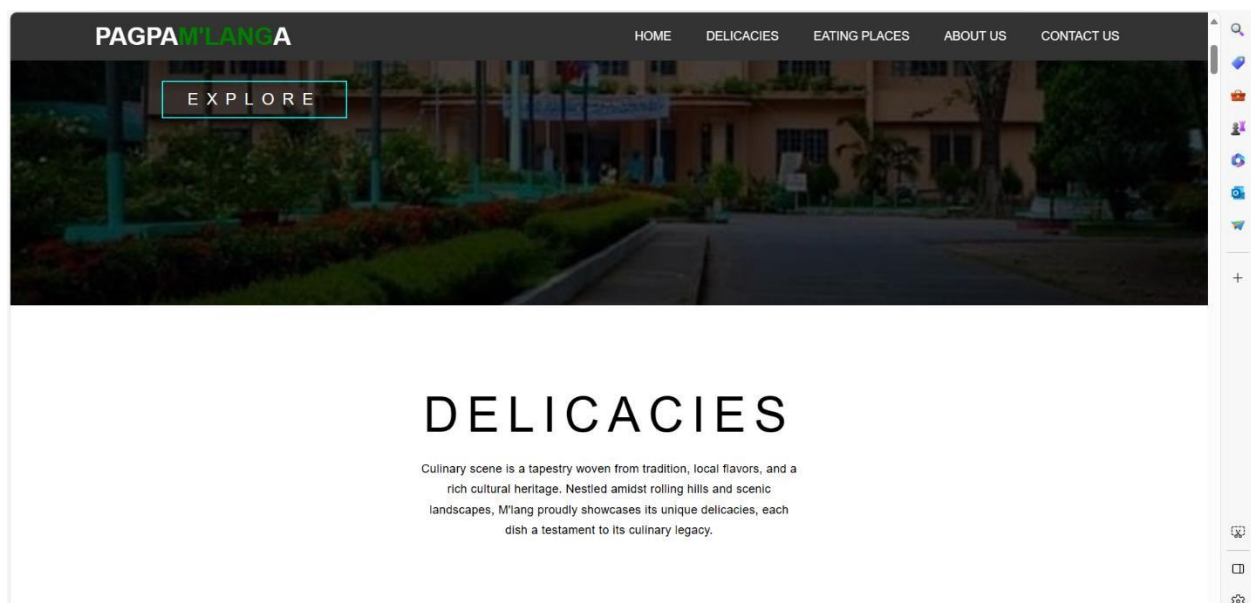 PAGPAM'LANGA
HOME DELICACIES EATING PLACES ABOUT US CONTACT US
EXPLORE
DELICACIES
Culinary scene is a tapestry woven from tradition, local flavors, and a
rich cultural heritage. Nestled amidst rolling hills and scenic
landscapes, M'lang proudly showcases its unique delicacies, each
dish a testament to its culinary legacy.